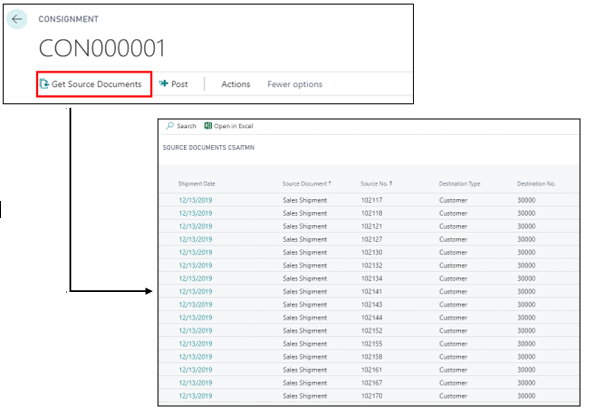 CONSIGNMENT
CON000001
Get Source Documents Post Actions Fewer options
Search Open in Excel
SOURCE DOCUMENTS CSAITMN
Shipment Date Source Document ↑ Source No. ↑ Destination Type Destination No.
12/13/2019 Sales Shipment 102117 Customer 30000
12/13/2019 Sales Shipment 102118 Customer 30000
12/13/2019 Sales Shipment 102121 Customer 30000
12/13/2019 Sales Shipment 102127 Customer 30000
12/13/2019 Sales Shipment 102130 Customer 30000
12/13/2019 Sales Shipment 102132 Customer 30000
12/13/2019 Sales Shipment 102134 Customer 30000
12/13/2019 Sales Shipment 102141 Customer 30000
12/13/2019 Sales Shipment 102143 Customer 30000
12/13/2019 Sales Shipment 102144 Customer 30000
12/13/2019 Sales Shipment 102152 Customer 30000
12/13/2019 Sales Shipment 102155 Customer 30000
12/13/2019 Sales Shipment 102158 Customer 30000
12/13/2019 Sales Shipment 102161 Customer 30000
12/13/2019 Sales Shipment 102167 Customer 30000
12/13/2019 Sales Shipment 102170 Customer 30000